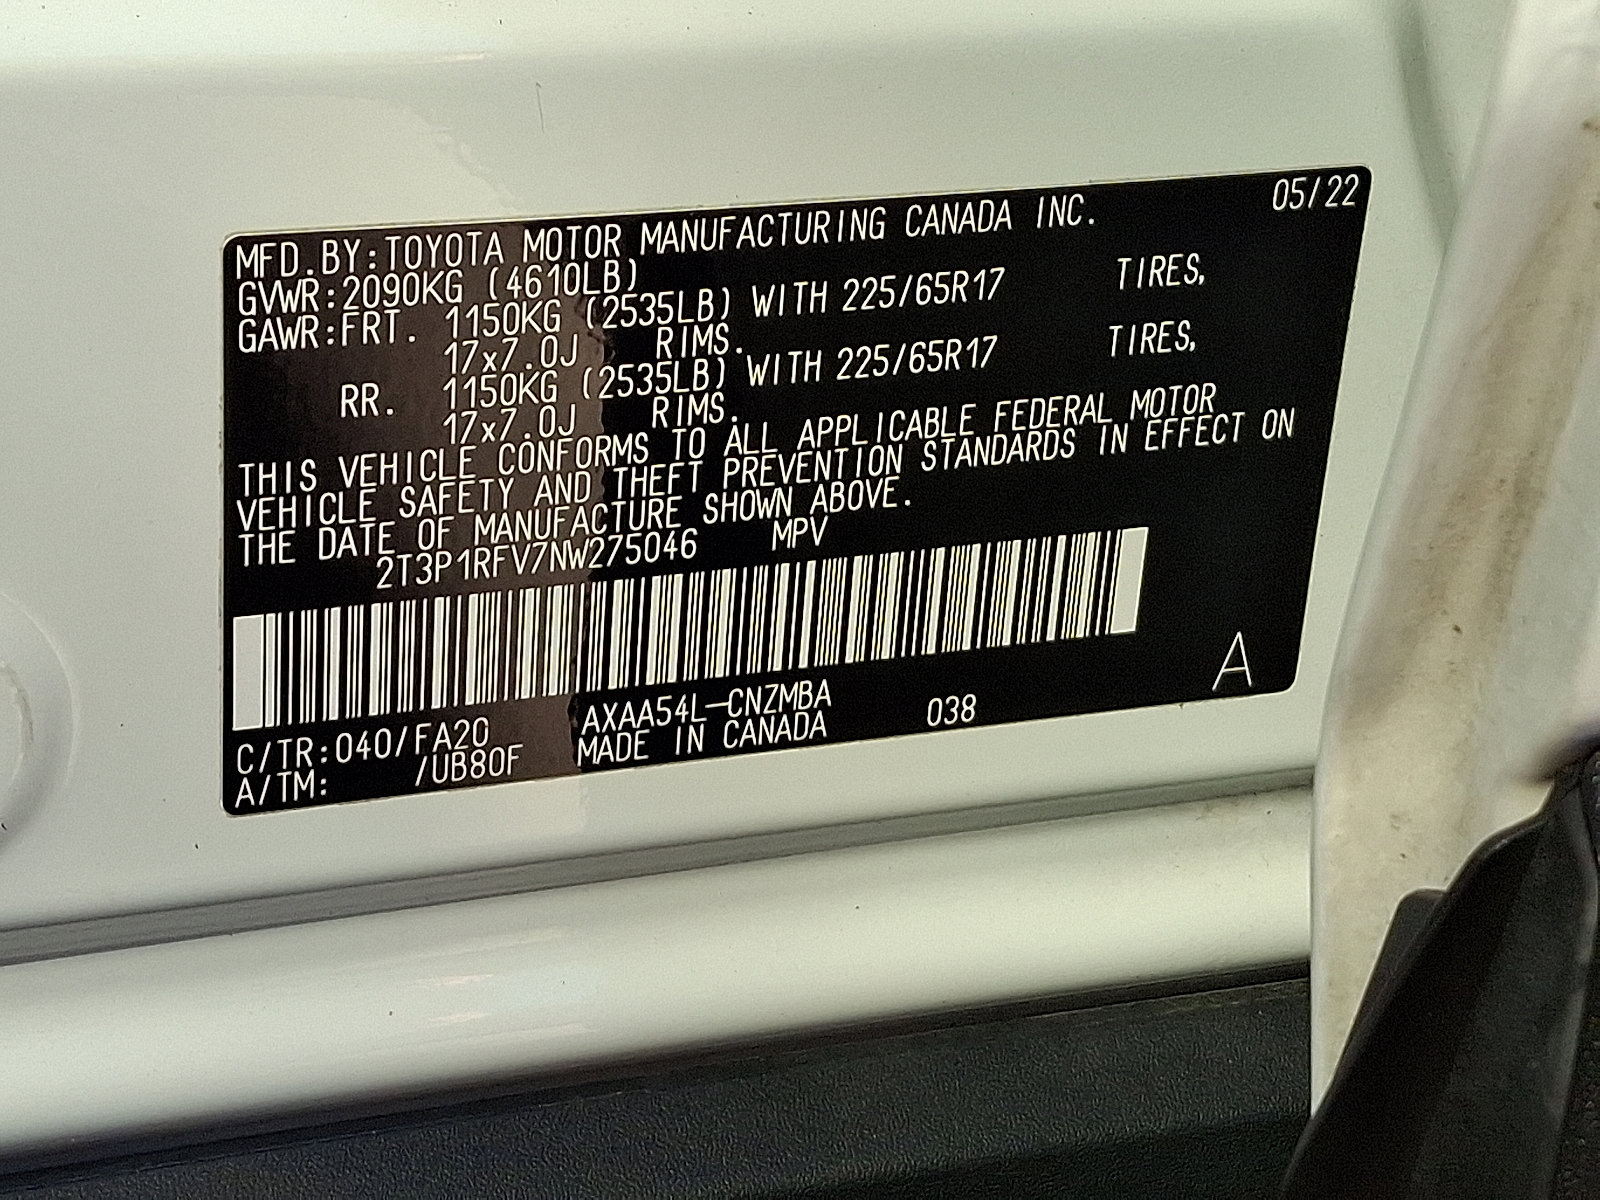 MFD.BY:TOYOTA MOTOR MANUFACTURING CANADA INC. 05/22
GVWR:2090KG (4610LB)
GAWR:FRT. 1150KG (2535LB) WITH 225/65R17 TIRES,
17x7.0J RIMS.
RR. 1150KG (2535LB) WITH 225/65R17 TIRES,
17x7.0J RIMS.
THIS VEHICLE CONFORMS TO ALL APPLICABLE FEDERAL MOTOR
VEHICLE SAFETY AND THEFT PREVENTION STANDARDS IN EFFECT ON
THE DATE OF MANUFACTURE SHOWN ABOVE.
2T3P1RFV7NW275046 MPV
A
C/TR:040/FA20 AXAA54L-CNZMBA 038
A/TM: /UB80F MADE IN CANADA